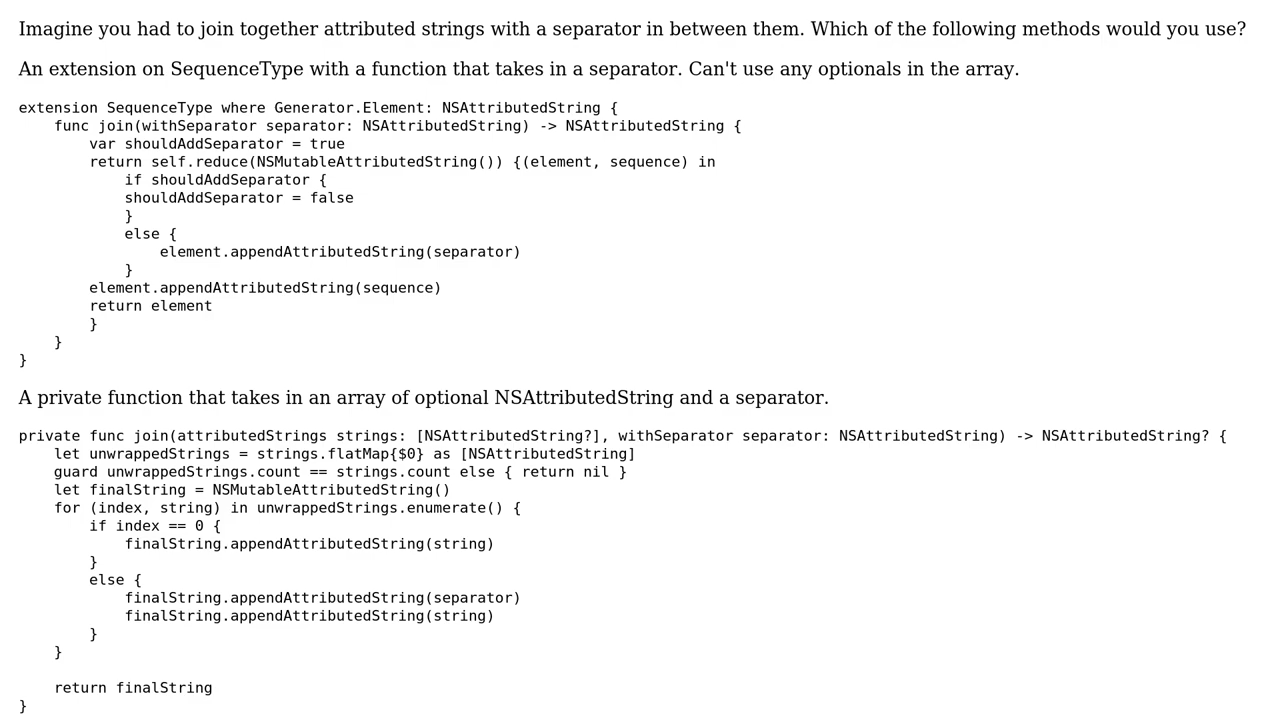 Imagine you had to join together attributed strings with a separator in between them. Which of the following methods would you use?
An extension on SequenceType with a function that takes in a separator. Can't use any optionals in the array.
extension SequenceType where Generator.Element: NSAttributedString {
    func join(withSeparator separator: NSAttributedString) -> NSAttributedString {
        var shouldAddSeparator = true
        return self.reduce(NSMutableAttributedString()) {(element, sequence) in
            if shouldAddSeparator {
            shouldAddSeparator = false
            }
            else {
                element.appendAttributedString(separator)
            }
        element.appendAttributedString(sequence)
        return element
        }
    }
}
A private function that takes in an array of optional NSAttributedString and a separator.
private func join(attributedStrings strings: [NSAttributedString?], withSeparator separator: NSAttributedString) -> NSAttributedString? {
    let unwrappedStrings = strings.flatMap{$0} as [NSAttributedString]
    guard unwrappedStrings.count == strings.count else { return nil }
    let finalString = NSMutableAttributedString()
    for (index, string) in unwrappedStrings.enumerate() {
        if index == 0 {
            finalString.appendAttributedString(string)
        }
        else {
            finalString.appendAttributedString(separator)
            finalString.appendAttributedString(string)
        }
    }
    return finalString
}